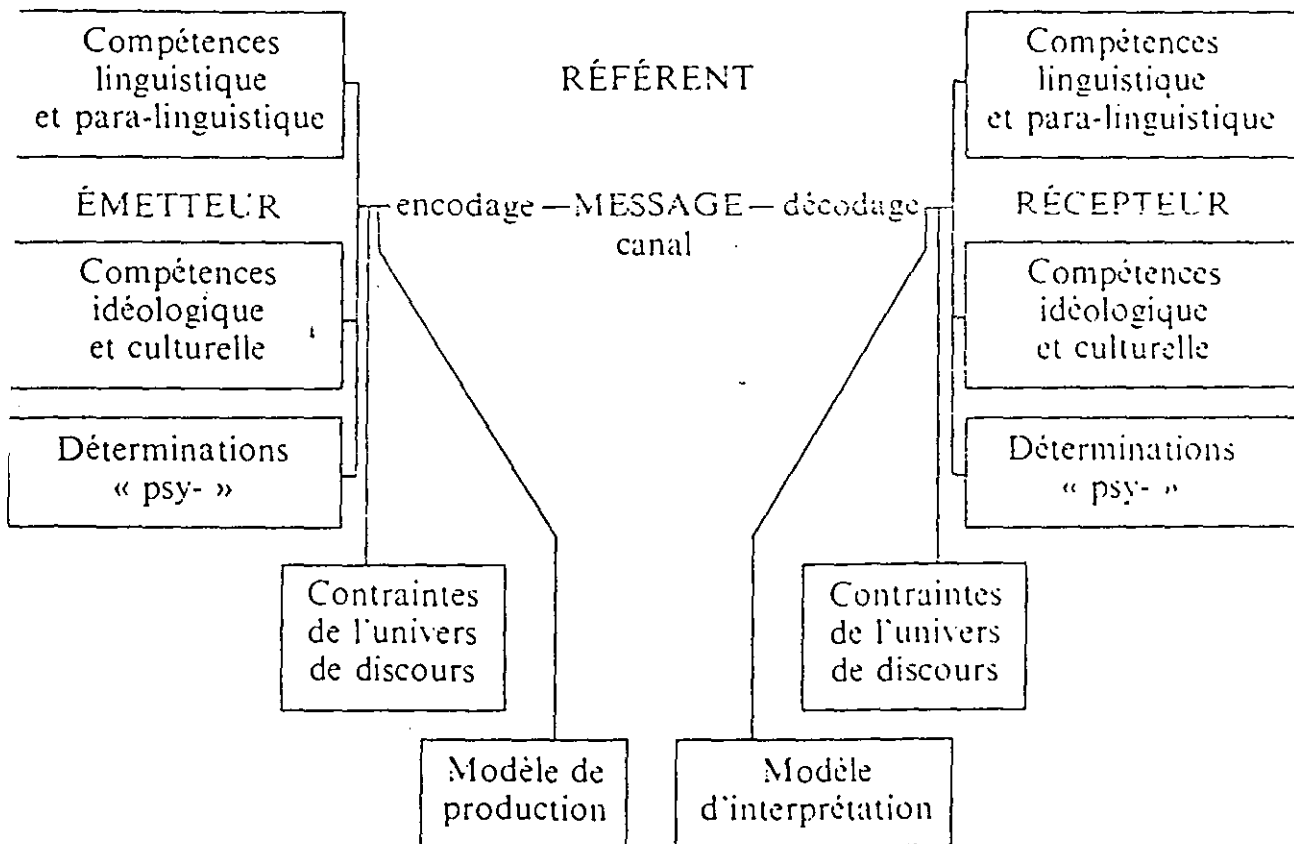 Compétences
linguistique
et para-linguistique
RÉFÉRENT
Compétences
linguistique
et para-linguistique
ÉMETTEUR
encodage — MESSAGE — décodage
canal
RÉCEPTEUR
Compétences
idéologique
et culturelle
Compétences
idéologique
et culturelle
Déterminations
« psy- »
Déterminations
« psy- »
Contraintes
de l'univers
de discours
Contraintes
de l'univers
de discours
Modèle de
production
Modèle
d'interprétation